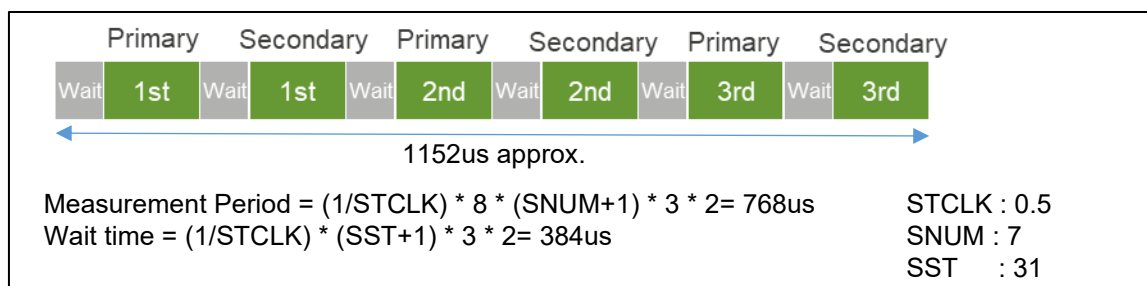 Primary Secondary Primary Secondary Primary Secondary
Wait 1st Wait 1st Wait 2nd Wait 2nd Wait 3rd Wait 3rd
1152us approx.
Measurement Period = (1/STCLK) * 8 * (SNUM+1) * 3 * 2= 768us
Wait time = (1/STCLK) * (SST+1) * 3 * 2= 384us
STCLK : 0.5
SNUM : 7
SST : 31